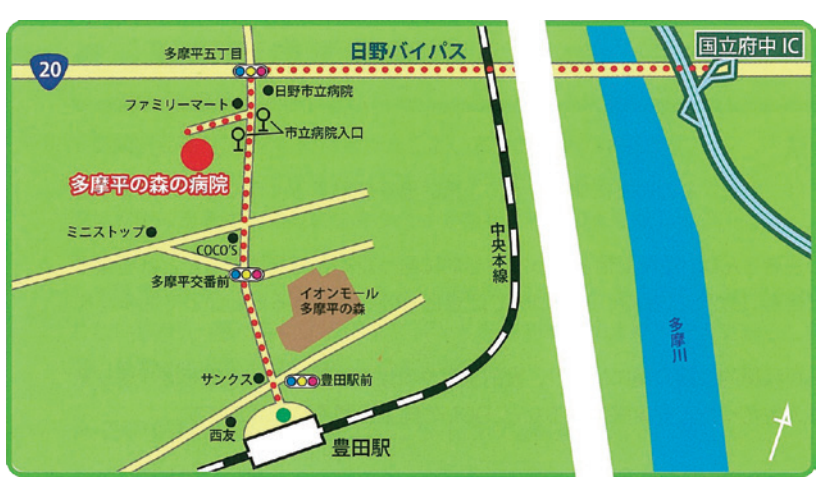 国立府中 IC
多摩平五丁目
日野バイパス
20
日野市立病院
ファミリーマート
市立病院入口
多摩平の森の病院
ミニストップ
COCO'S
中央本線
多摩平交番前
イオンモール
多摩平の森
多摩川
サンクス
豊田駅前
西友
豊田駅